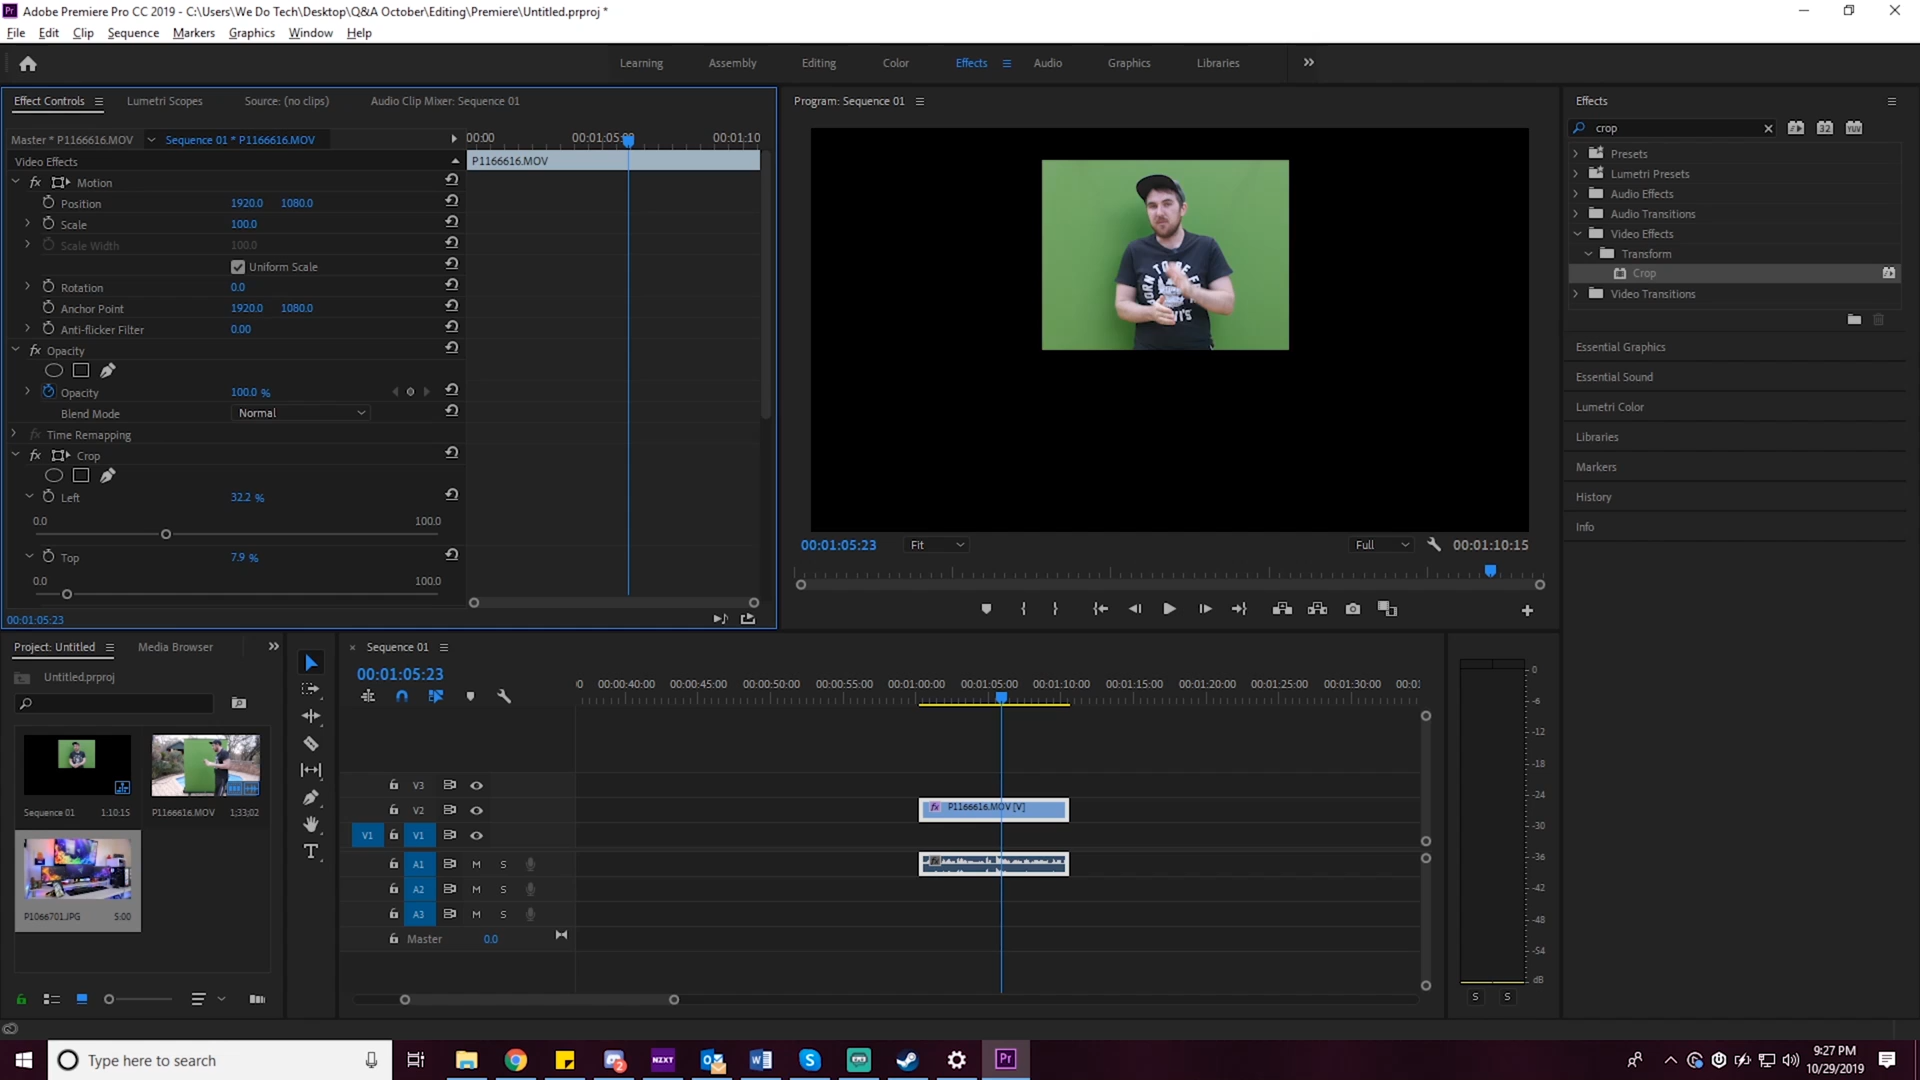 Adobe Premiere Pro CC 2019 - C:\Users\We Do Tech\Desktop\Q&A October\Editing\Premiere\Untitled.prproj *
File Edit Clip Sequence Markers Graphics Window Help
Learning Assembly Editing Color Effects Audio Graphics Libraries
Effect Controls Lumetri Scopes Source: (no clips) Audio Clip Mixer: Sequence 01
Master * P1166616.MOV Sequence 01 * P1166616.MOV
00:00 00:01:05:00 00:01:10
Video Effects P1166616.MOV
fx Motion
Position 1920.0 1080.0
Scale 100.0
Scale Width 100.0
Uniform Scale
Rotation 0.0
Anchor Point 1920.0 1080.0
Anti-flicker Filter 0.00
fx Opacity
Opacity 100.0 %
Blend Mode Normal
fx Time Remapping
fx Crop
Left 32.2 %
0.0 100.0
Top 7.9 %
0.0 100.0
00:01:05:23
Program: Sequence 01
00:01:05:23 Fit Full 00:01:10:15
Effects
crop
32 YUV
Presets
Lumetri Presets
Audio Effects
Audio Transitions
Video Effects
Transform
Crop
Video Transitions
Essential Graphics
Essential Sound
Lumetri Color
Libraries
Markers
History
Info
Project: Untitled Media Browser
Untitled.prproj
Sequence 01 1:10:15 P1166616.MOV 1;33;02
P1066701.JPG 5:00
T
Sequence 01
00:01:05:23
00:00:40:00 00:00:45:00 00:00:50:00 00:00:55:00 00:01:00:00 00:01:05:00 00:01:10:00 00:01:15:00 00:01:20:00 00:01:25:00 00:01:30:00
V3
V2 fx P1166616.MOV [V]
V1 V1
A1 M S
A2 M S
A3 M S
Master 0.0
0
-6
-12
-18
-24
-30
-36
-42
-48
-54
dB
S S
Type here to search
2
NZXT
Pr
9:27 PM
10/29/2019